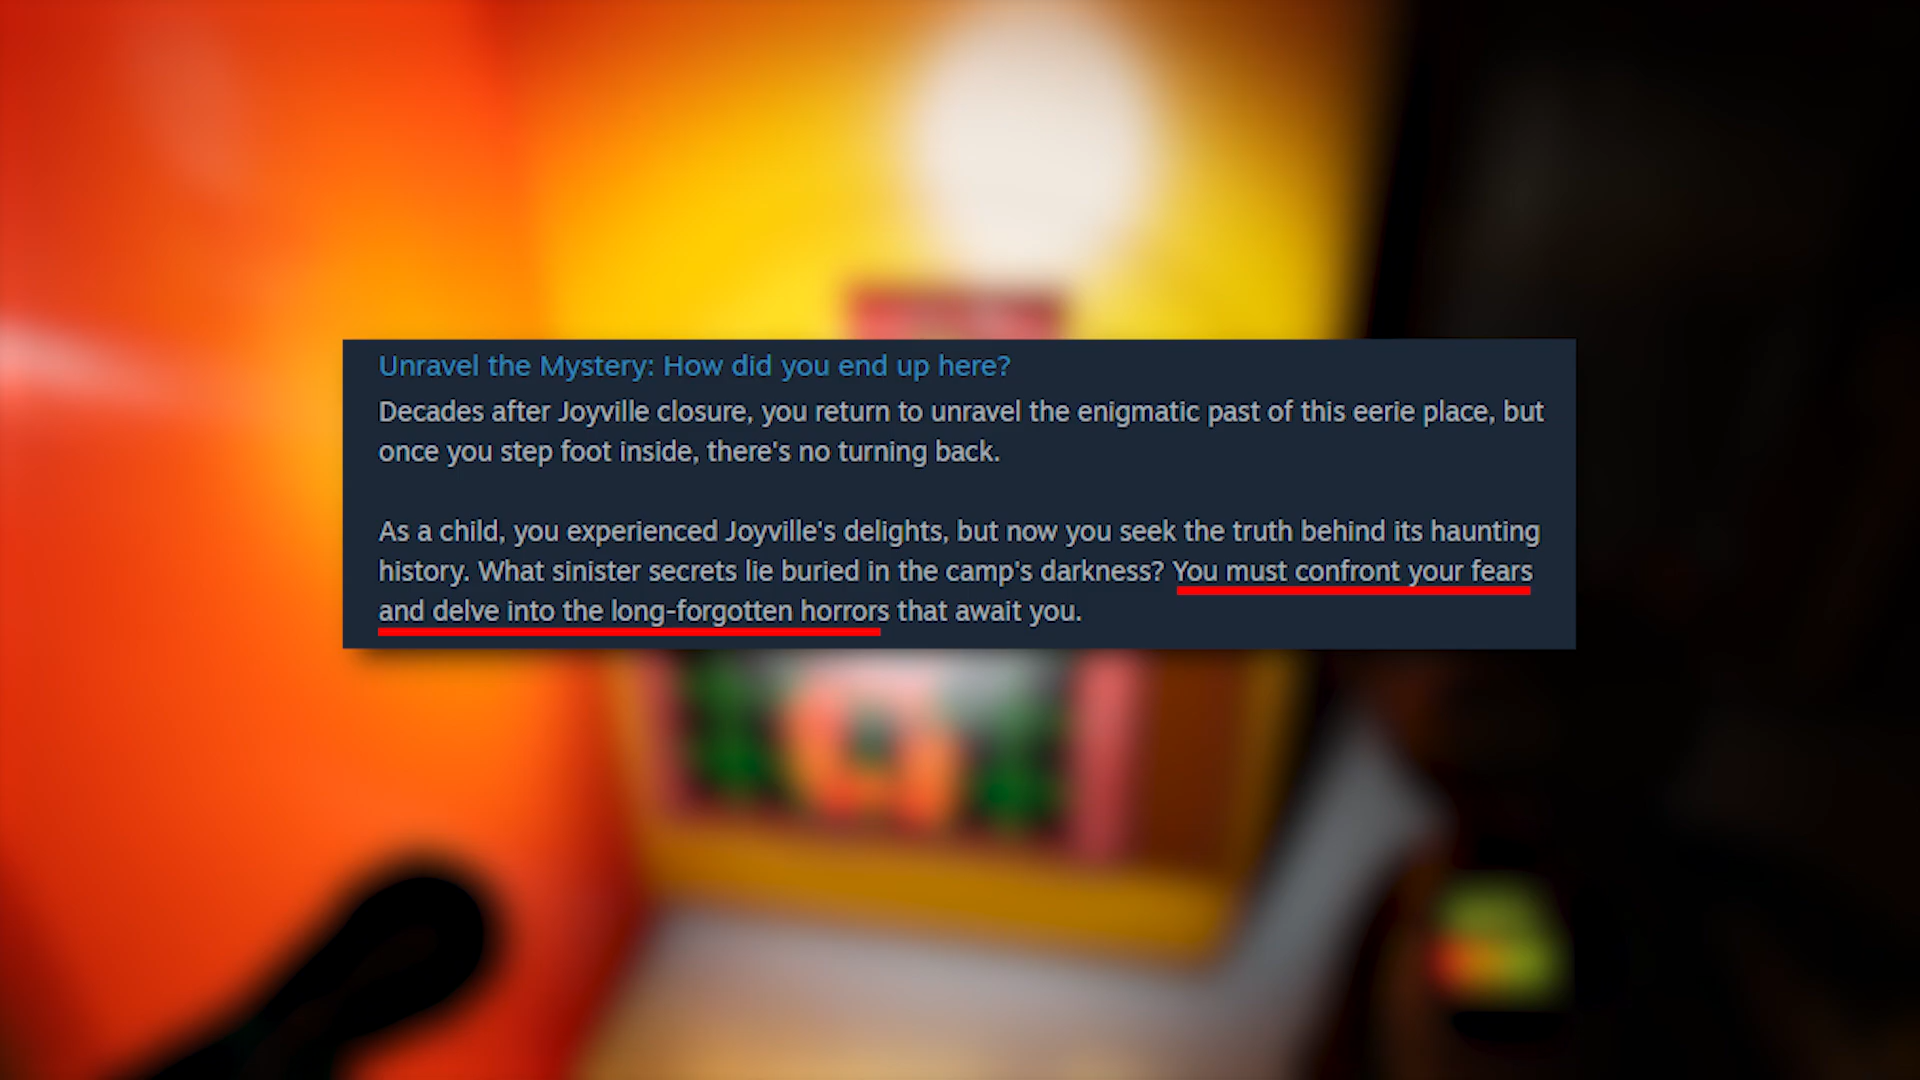 Unravel the Mystery: How did you end up here?
Decades after Joyville closure, you return to unravel the enigmatic past of this eerie place, but
once you step foot inside, there's no turning back.
As a child, you experienced Joyville's delights, but now you seek the truth behind its haunting
history. What sinister secrets lie buried in the camp's darkness? You must confront your fears
and delve into the long-forgotten horrors that await you.